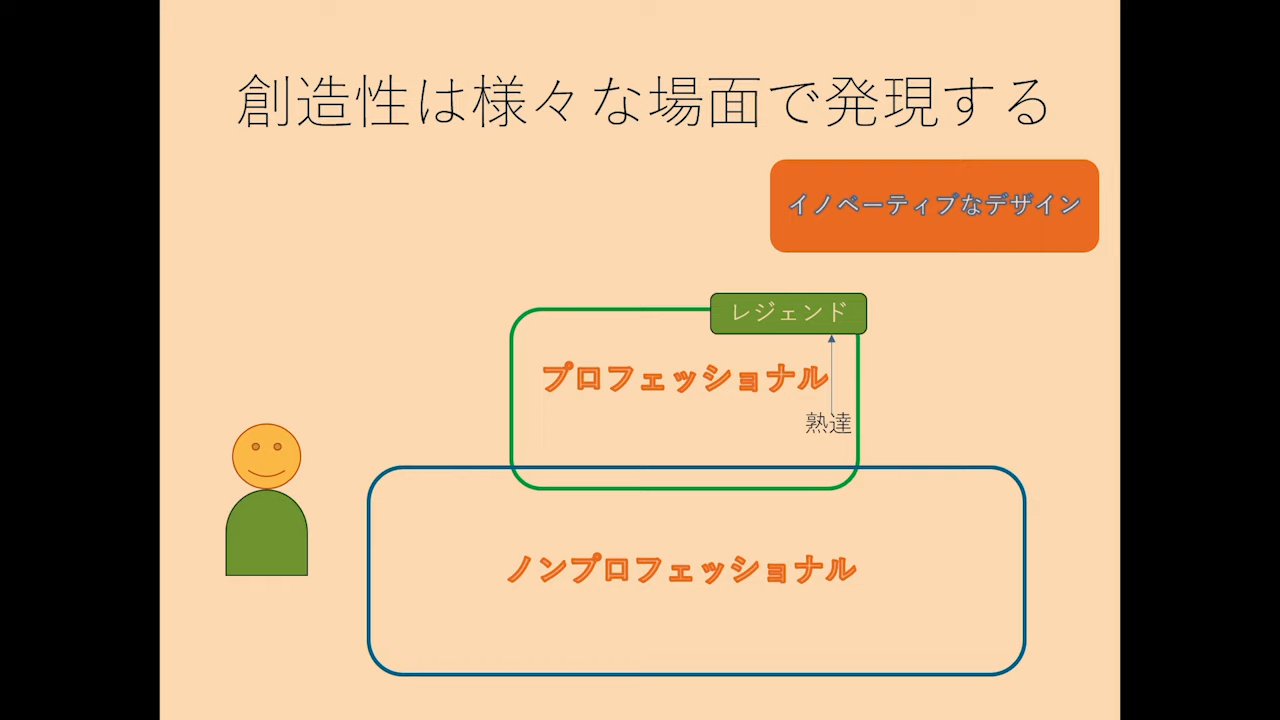 創造性は様々な場面で発現する
イノベーティブなデザイン
レジェンド
プロフェッショナル
熟達
ノンプロフェッショナル